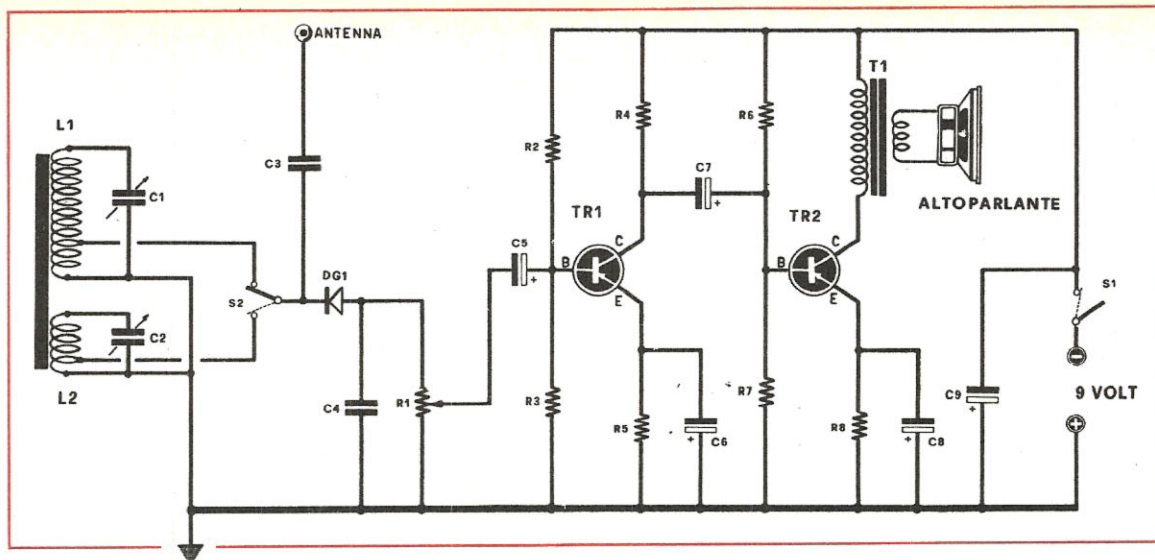 ANTENNA
L1
C1
C3
S2
DG1
C2
L2
C4
R1
C5
+
R2
R3
B
TR1
C
E
R4
R5
C6
+
C7
+
R6
R7
B
TR2
C
E
R8
C8
+
T1
ALTOPARLANTE
C9
+
S1
−
9 VOLT
+